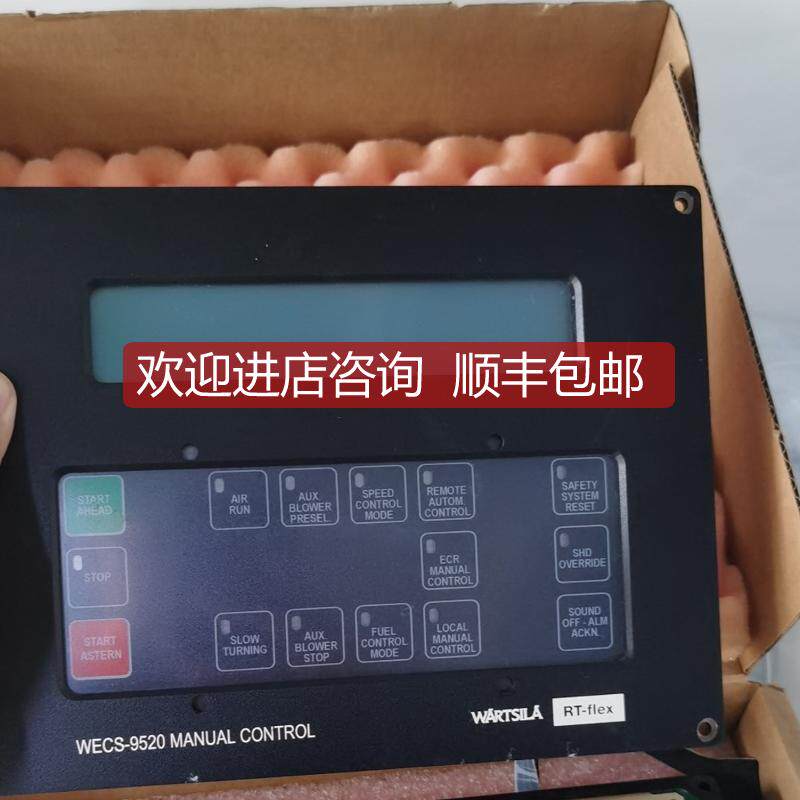 欢迎进店咨询 顺丰包邮
START
AHEAD
AIR
RUN
AUX.
BLOWER
PRESEL.
SPEED
CONTROL
MODE
REMOTE
AUTOM.
CONTROL
SAFETY
SYSTEM
RESET
STOP
ECR
MANUAL
CONTROL
SHD
OVERRIDE
START
ASTERN
SLOW
TURNING
AUX.
BLOWER
STOP
FUEL
CONTROL
MODE
LOCAL
MANUAL
CONTROL
SOUND
OFF - ALM
ACKN.
WÄRTSILÄ RT-flex
WECS-9520 MANUAL CONTROL